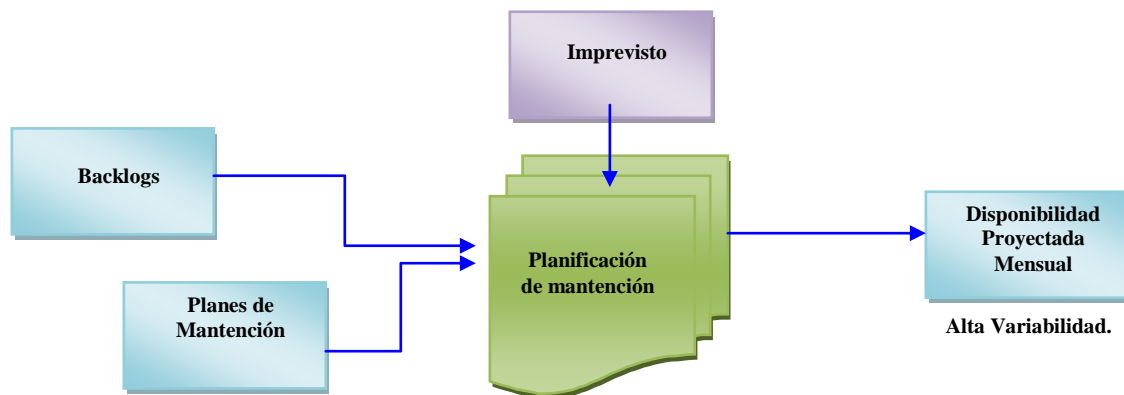 Imprevisto
Backlogs
Planes de
Mantención
Planificación
de mantención
Disponibilidad
Proyectada
Mensual
Alta Variabilidad.